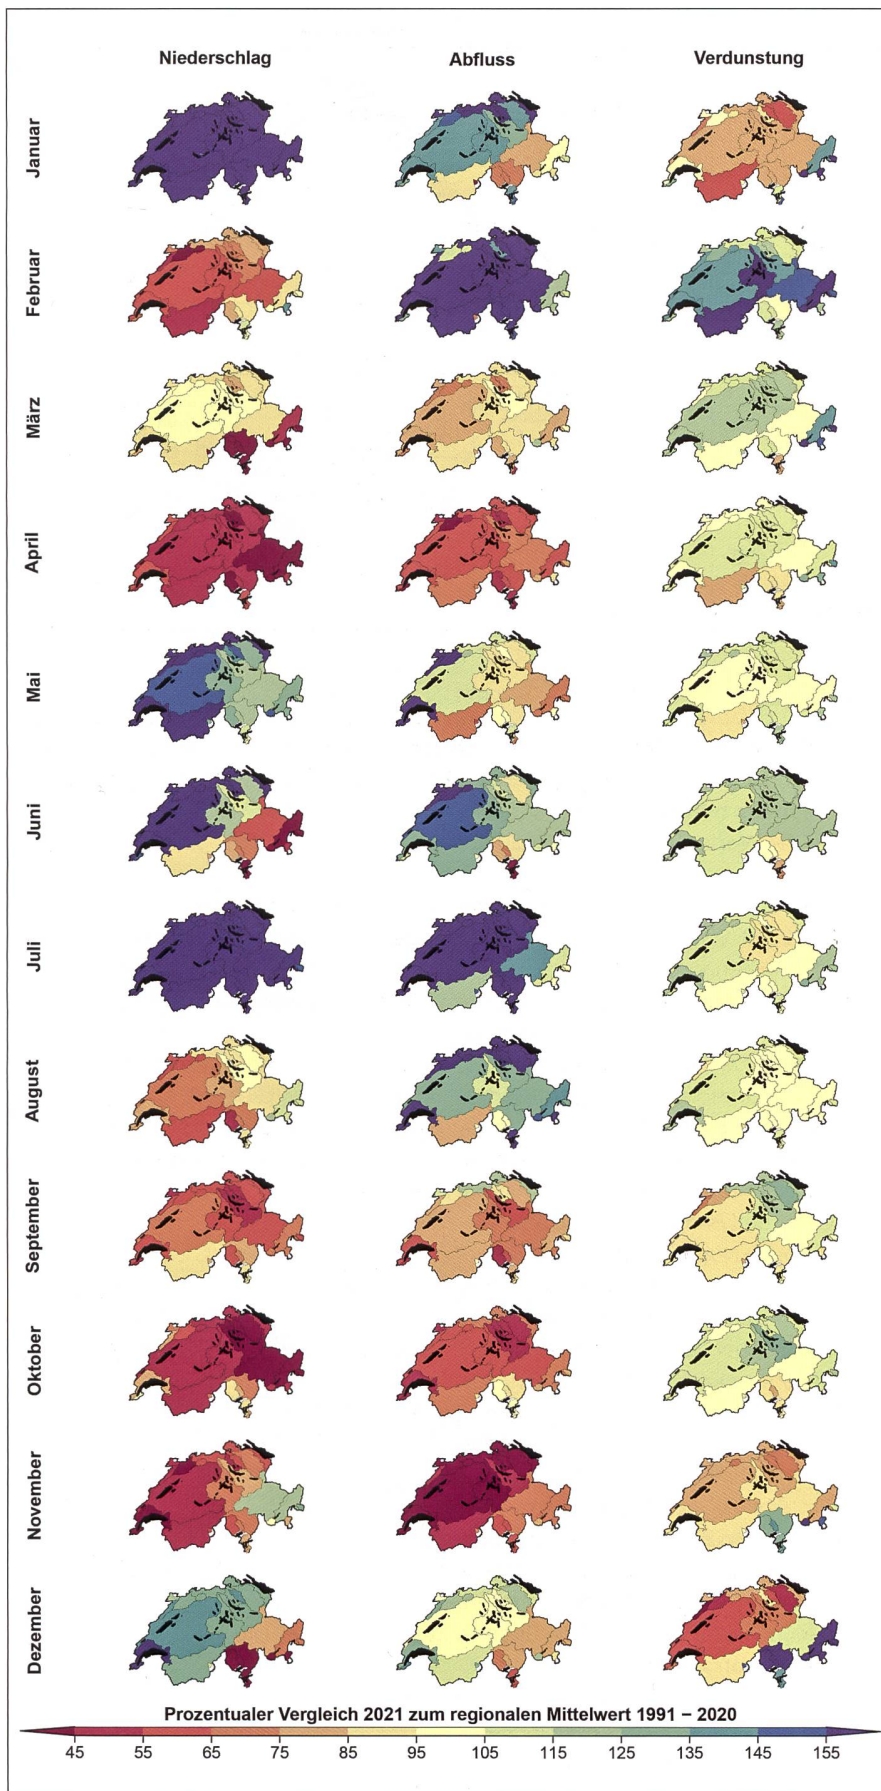 Niederschlag Abfluss Verdunstung
Januar
Februar
März
April
Mai
Juni
Juli
August
September
Oktober
November
Dezember
Prozentualer Vergleich 2021 zum regionalen Mittelwert 1991 – 2020
45 55 65 75 85 95 105 115 125 135 145 155